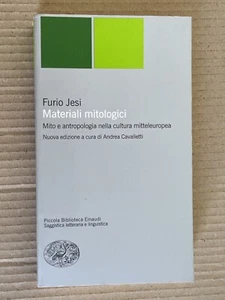 Furio Jesi
Materiali mitologici
Mito e antropologia nella cultura mitteleuropea
Nuova edizione a cura di Andrea Cavalletti
Piccola Biblioteca Einaudi
Saggistica letteraria e linguistica